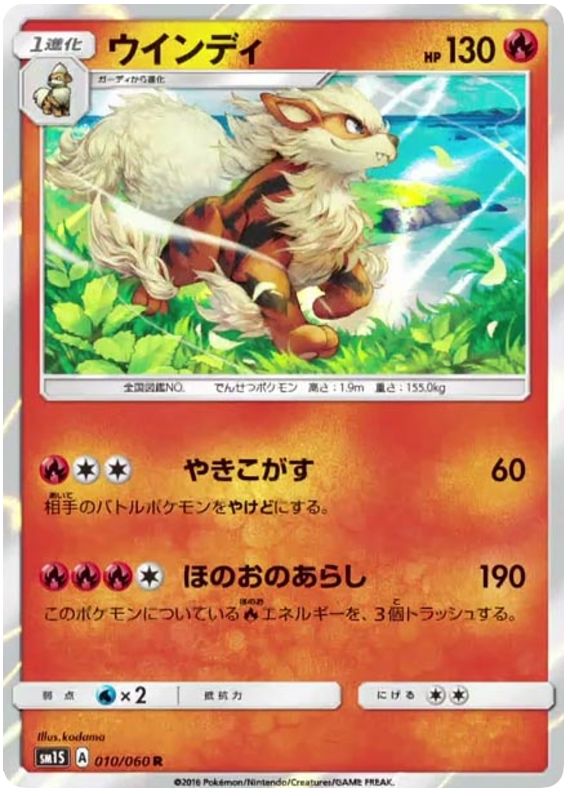 1進化
ウインディ
HP 130
ガーディから進化
全国図鑑NO. でんせつポケモン 高さ：1.9m 重さ：155.0kg
やきこがす 60
相手のバトルポケモンをやけどにする。
ほのおのあらし 190
このポケモンについているエネルギーを、3個トラッシュする。
弱点 ×2 抵抗力 にげる
Illus.kodama
SM1S A 010/060 R
©2016 Pokémon/Nintendo/Creatures/GAME FREAK.